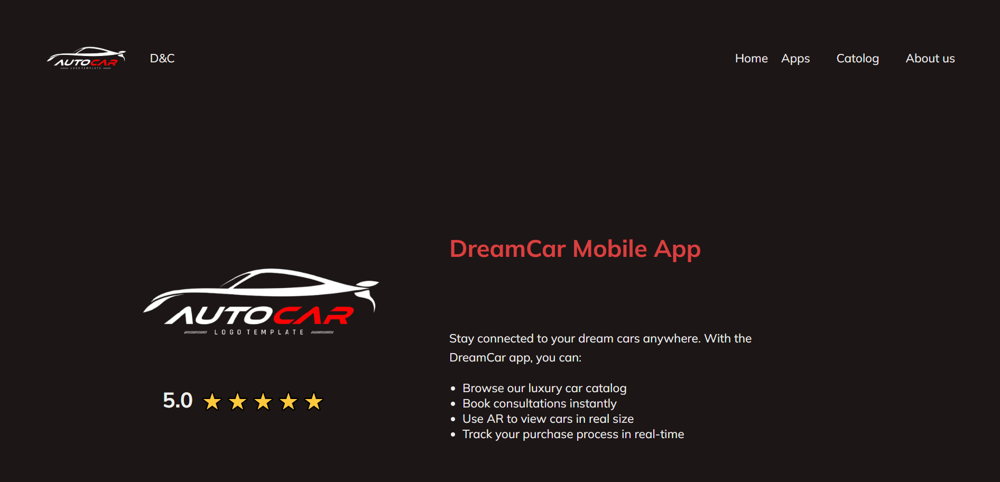 AUTOCAR
LOGO TEMPLATE
D&C
Home Apps Catolog About us
DreamCar Mobile App
AUTOCAR
LOGO TEMPLATE
Stay connected to your dream cars anywhere. With the
DreamCar app, you can:
5.0
• Browse our luxury car catalog
• Book consultations instantly
• Use AR to view cars in real size
• Track your purchase process in real-time